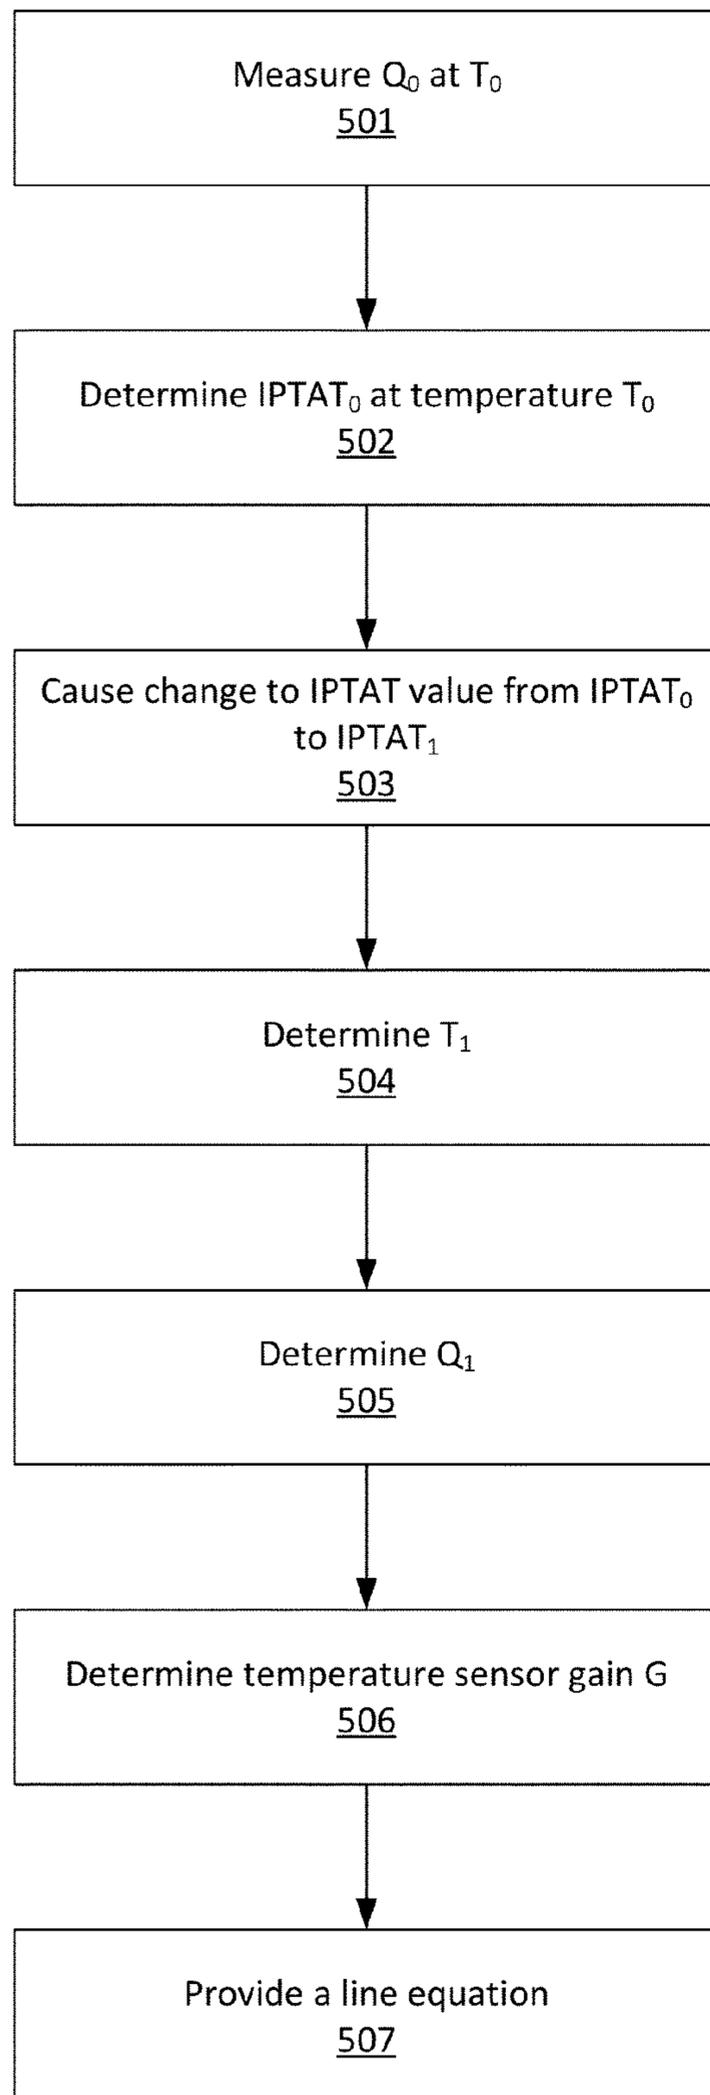 Measure Q₀ at T₀
501
Determine IPTAT₀ at temperature T₀
502
Cause change to IPTAT value from IPTAT₀
to IPTAT₁
503
Determine T₁
504
Determine Q₁
505
Determine temperature sensor gain G
506
Provide a line equation
507